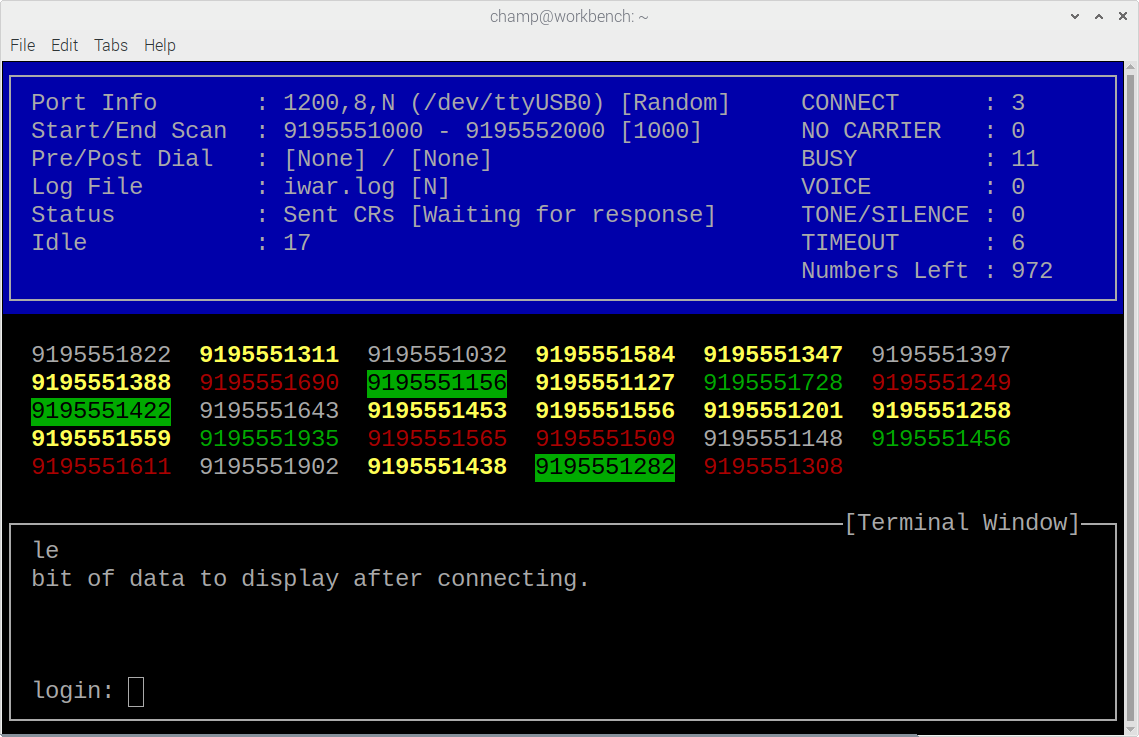 champ@workbench: ~
File Edit Tabs Help
Port Info : 1200,8,N (/dev/ttyUSB0) [Random] CONNECT : 3
Start/End Scan : 9195551000 - 9195552000 [1000] NO CARRIER : 0
Pre/Post Dial : [None] / [None] BUSY : 11
Log File : iwar.log [N] VOICE : 0
Status : Sent CRs [Waiting for response] TONE/SILENCE : 0
Idle : 17 TIMEOUT : 6
Numbers Left : 972
9195551822 9195551311 9195551032 9195551584 9195551347 9195551397
9195551388 9195551690 9195551156 9195551127 9195551728 9195551249
9195551422 9195551643 9195551453 9195551556 9195551201 9195551258
9195551559 9195551935 9195551565 9195551509 9195551148 9195551456
9195551611 9195551902 9195551438 9195551282 9195551308
[Terminal Window]
le
bit of data to display after connecting.
login: